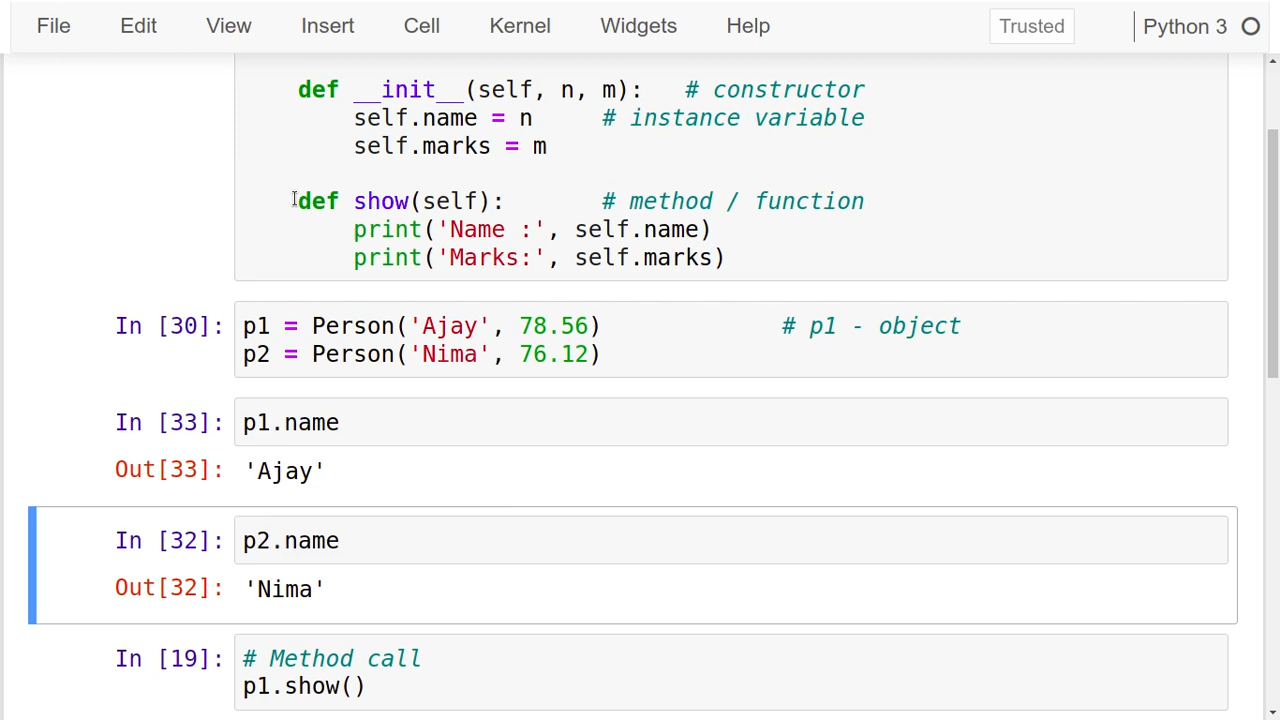 File Edit View Insert Cell Kernel Widgets Help Trusted Python 3
def __init__(self, n, m): # constructor
self.name = n # instance variable
self.marks = m
def show(self): # method / function
print('Name :', self.name)
print('Marks:', self.marks)
In [30]: p1 = Person('Ajay', 78.56) # p1 - object
p2 = Person('Nima', 76.12)
In [33]: p1.name
Out[33]: 'Ajay'
In [32]: p2.name
Out[32]: 'Nima'
In [19]: # Method call
p1.show()